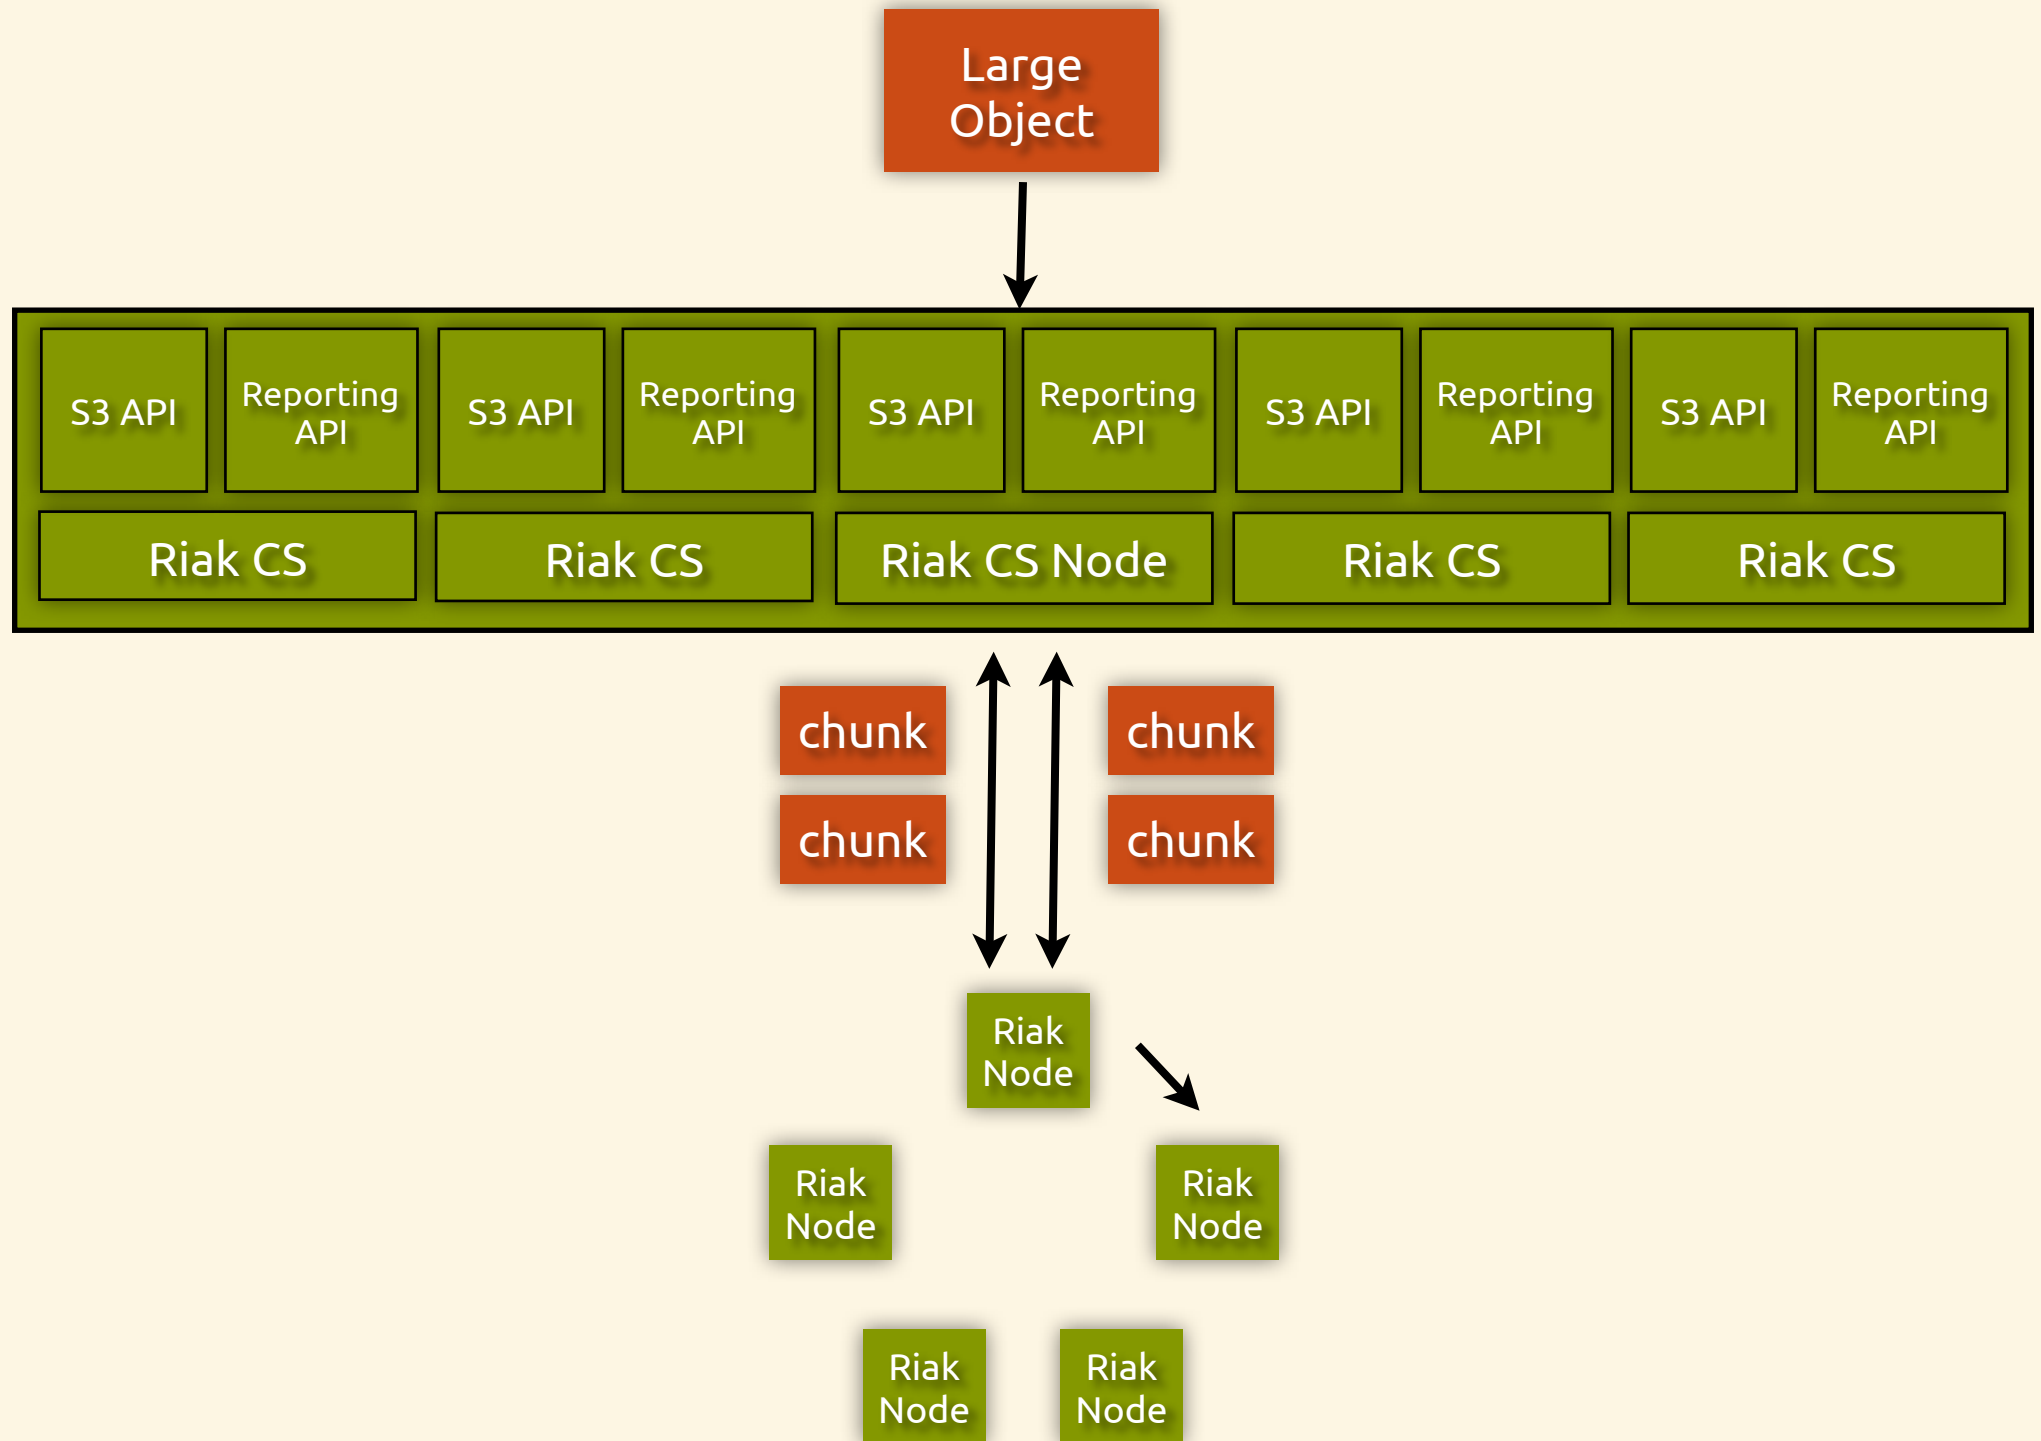 Large
Object
S3 API
Reporting
API
S3 API
Reporting
API
S3 API
Reporting
API
S3 API
Reporting
API
S3 API
Reporting
API
Riak CS
Riak CS
Riak CS Node
Riak CS
Riak CS
chunk
chunk
chunk
chunk
Riak
Node
Riak
Node
Riak
Node
Riak
Node
Riak
Node